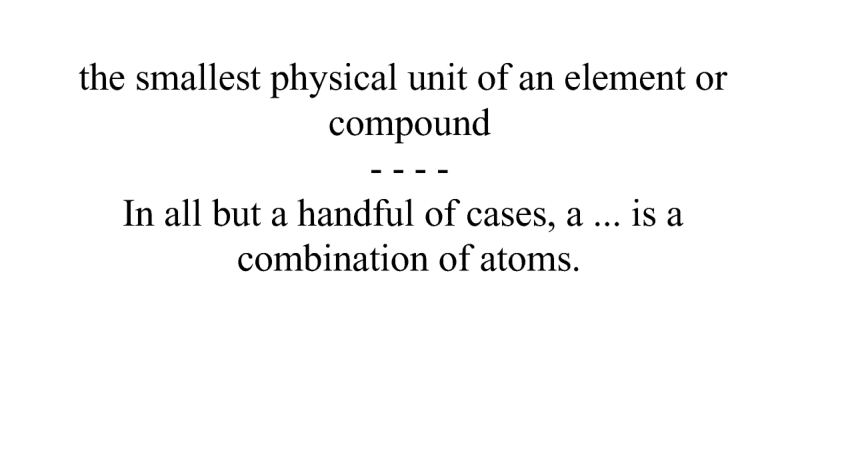 the smallest physical unit of an element or
compound
- - - -
In all but a handful of cases, a ... is a
combination of atoms.